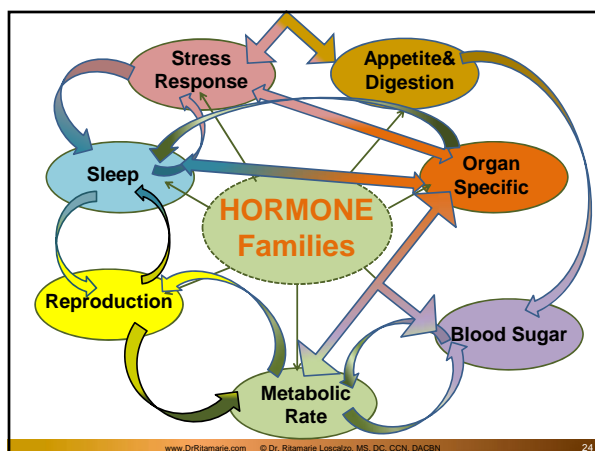 Stress
Response
Appetite&
Digestion
Sleep
Organ
Specific
HORMONE
Families
Reproduction
Blood Sugar
Metabolic
Rate
www.DrRitamarie.com © Dr. Ritamarie Loscalzo, MS, DC, CCN, DACBN
24